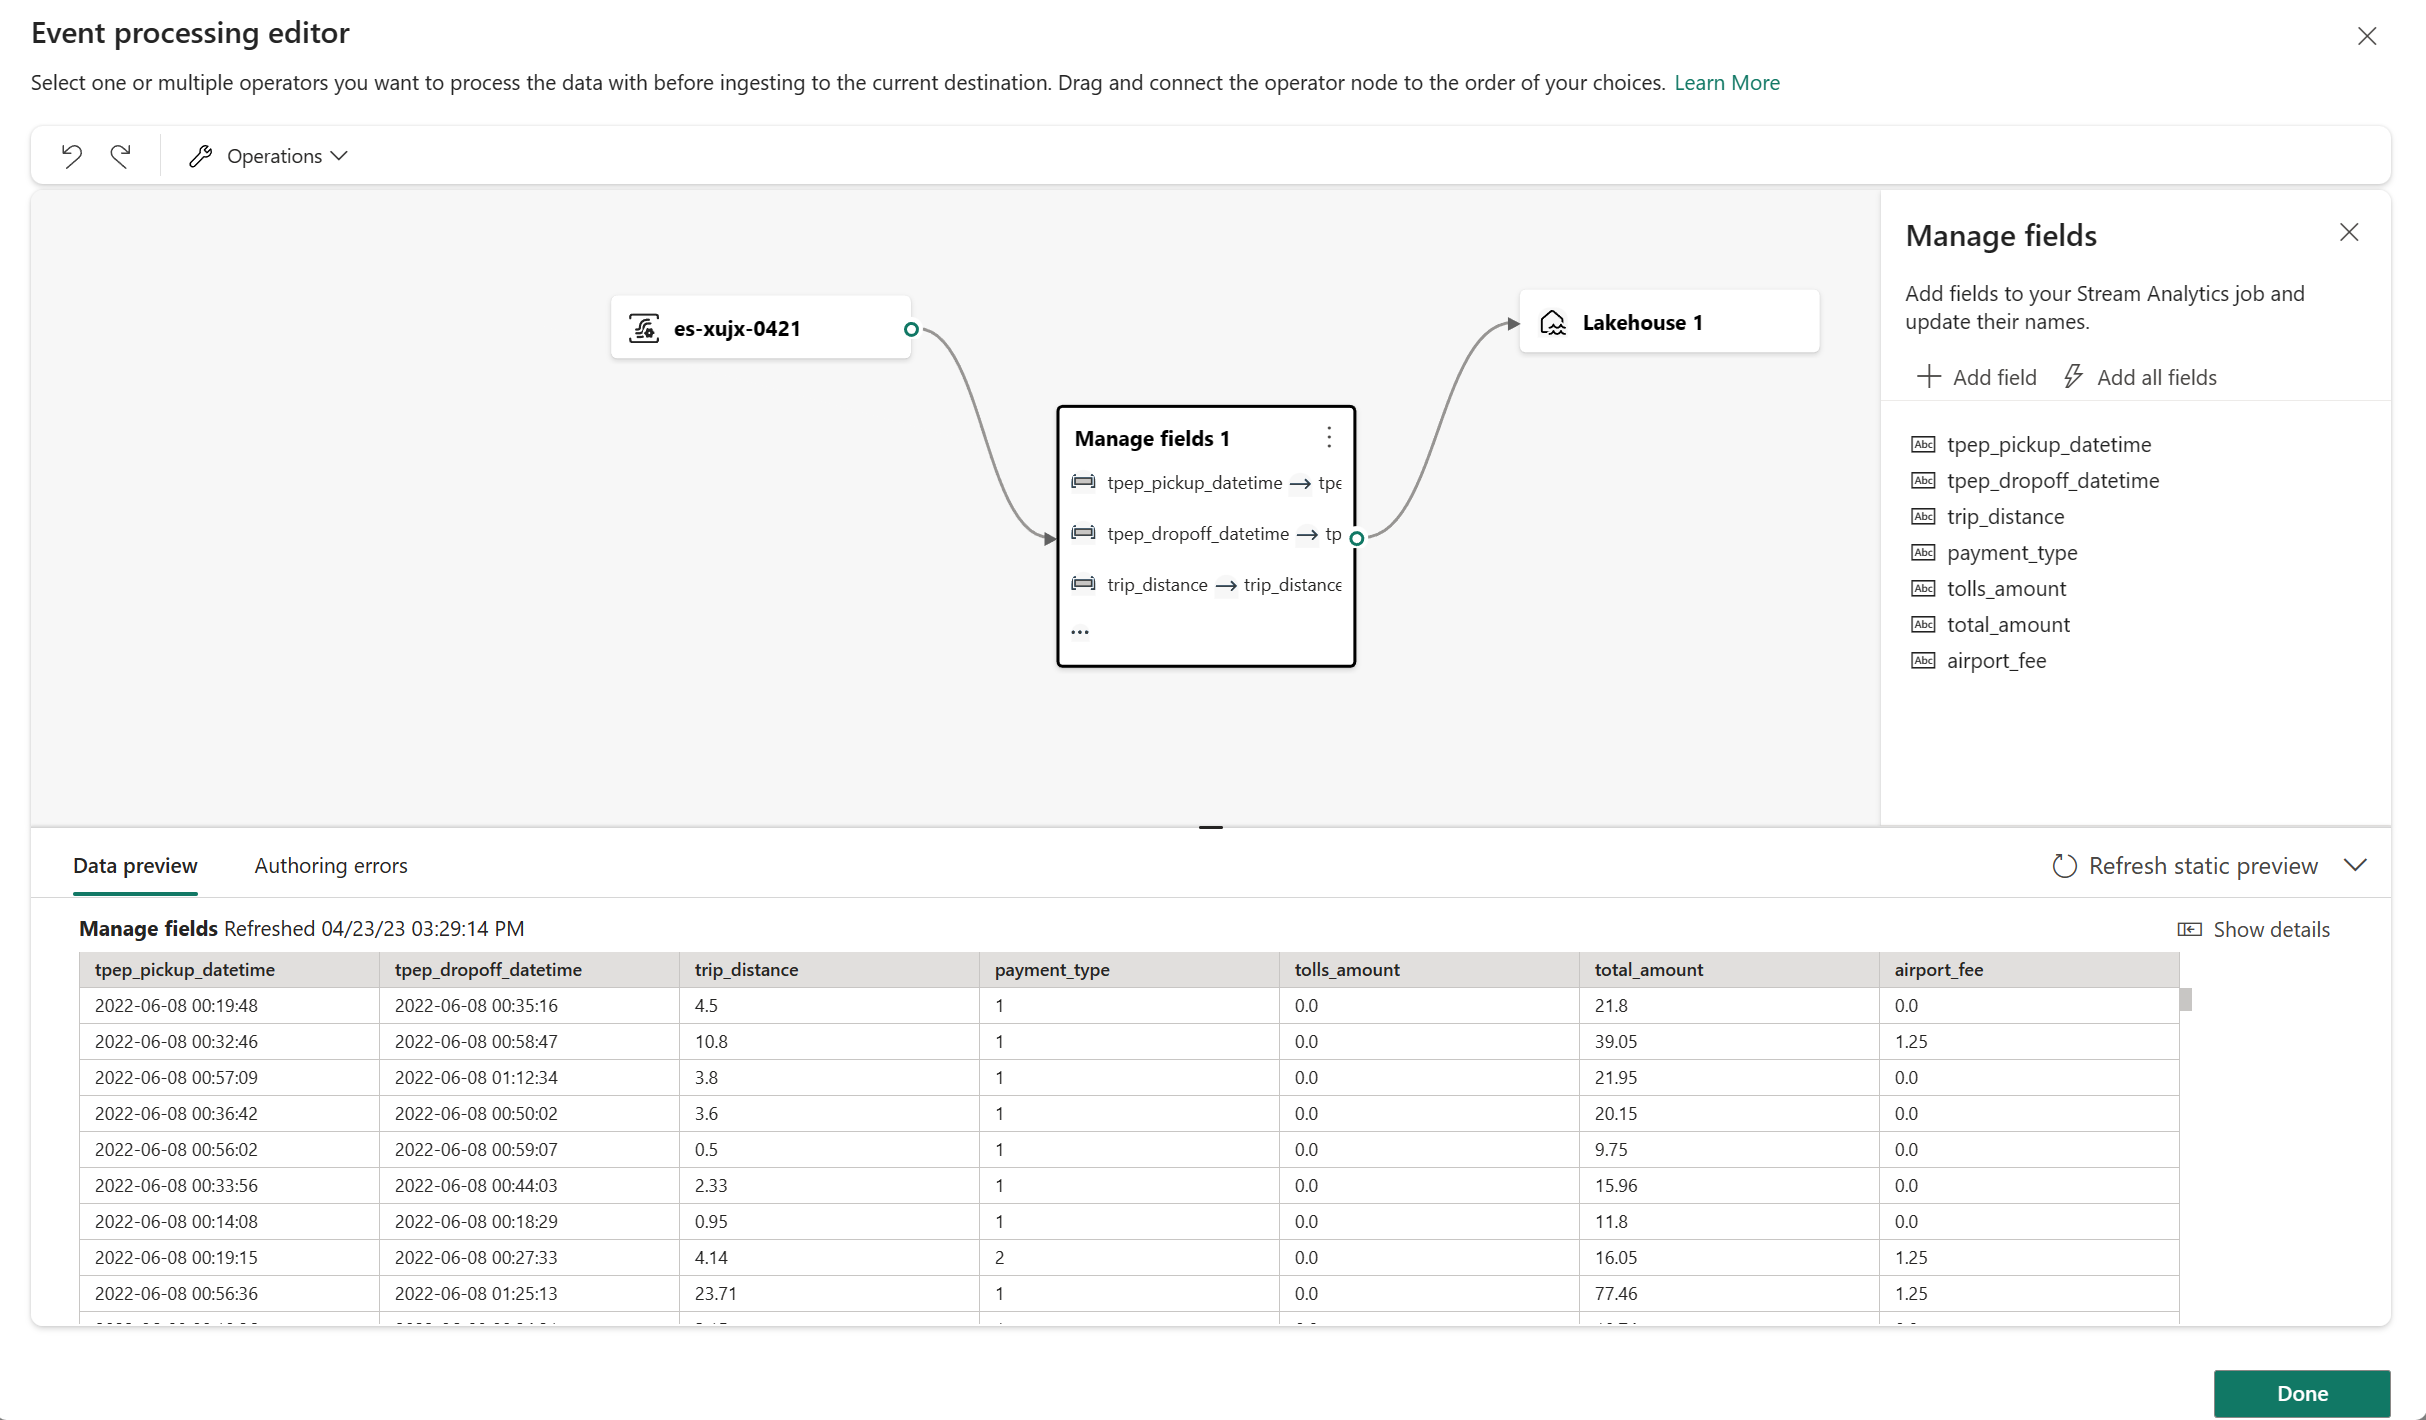 Event processing editor
Select one or multiple operators you want to process the data with before ingesting to the current destination. Drag and connect the operator node to the order of your choices. Learn More
Operations
es-xujx-0421
Lakehouse 1
Manage fields 1
tpep_pickup_datetime → tpe
tpep_dropoff_datetime → tp
trip_distance → trip_distance
...
Manage fields
Add fields to your Stream Analytics job and
update their names.
Add field Add all fields
Abc tpep_pickup_datetime
Abc tpep_dropoff_datetime
Abc trip_distance
Abc payment_type
Abc tolls_amount
Abc total_amount
Abc airport_fee
Data preview Authoring errors Refresh static preview
Manage fields Refreshed 04/23/23 03:29:14 PM Show details
tpep_pickup_datetime tpep_dropoff_datetime trip_distance payment_type tolls_amount total_amount airport_fee
2022-06-08 00:19:48 2022-06-08 00:35:16 4.5 1 0.0 21.8 0.0
2022-06-08 00:32:46 2022-06-08 00:58:47 10.8 1 0.0 39.05 1.25
2022-06-08 00:57:09 2022-06-08 01:12:34 3.8 1 0.0 21.95 0.0
2022-06-08 00:36:42 2022-06-08 00:50:02 3.6 1 0.0 20.15 0.0
2022-06-08 00:56:02 2022-06-08 00:59:07 0.5 1 0.0 9.75 0.0
2022-06-08 00:33:56 2022-06-08 00:44:03 2.33 1 0.0 15.96 0.0
2022-06-08 00:14:08 2022-06-08 00:18:29 0.95 1 0.0 11.8 0.0
2022-06-08 00:19:15 2022-06-08 00:27:33 4.14 2 0.0 16.05 1.25
2022-06-08 00:56:36 2022-06-08 01:25:13 23.71 1 0.0 77.46 1.25
Done